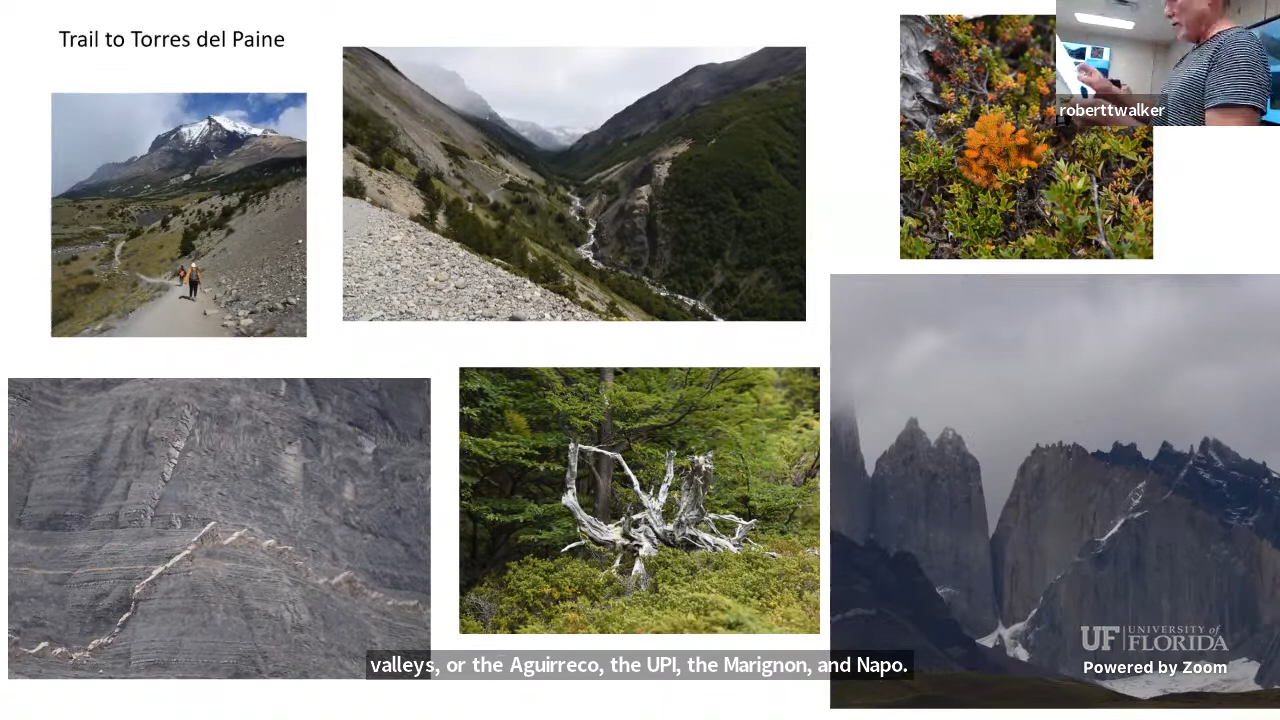 Trail to Torres del Paine
roberttwalker
UF UNIVERSITY of FLORIDA
Powered by Zoom
valleys, or the Aguirreco, the UPI, the Marignon, and Napo.